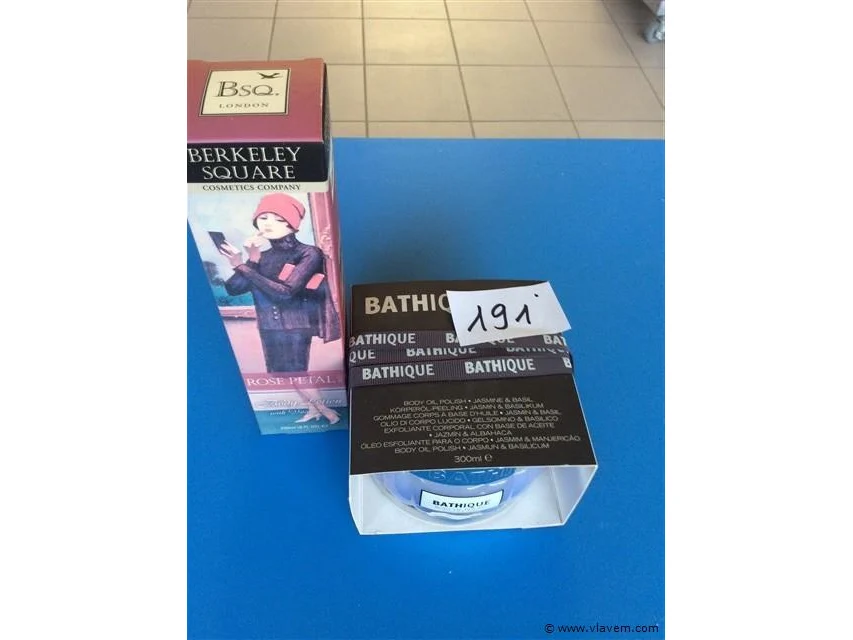 BSQ.
LONDON
BERKELEY
SQUARE
COSMETICS COMPANY
ROSE PETAL
BATHIQ
191
BATHIQUE
QUE BATHIQUE
BATHIQUE BATHIQUE
BODY OIL POLISH • JASMINE & BASIL
KÖRPERÖL-PEELING • JASMIN & BASILIKUM
GOMMAGE CORPS À BASE D'HUILE • JASMIN & BASIL
OLIO DI CORPO LUCIDO • GELSOMINO & BASILICO
EXFOLIANTE CORPORAL CON BASE DE ACEITE
• JAZMÍN & ALBAHACA
ÓLEO ESFOLIANTE PARA O CORPO • JASMIM & MANJERICÃO
BODY OIL POLISH • JASMIJN & BASILICUM
300ml ℮
BATHIQUE
© www.vlavem.com